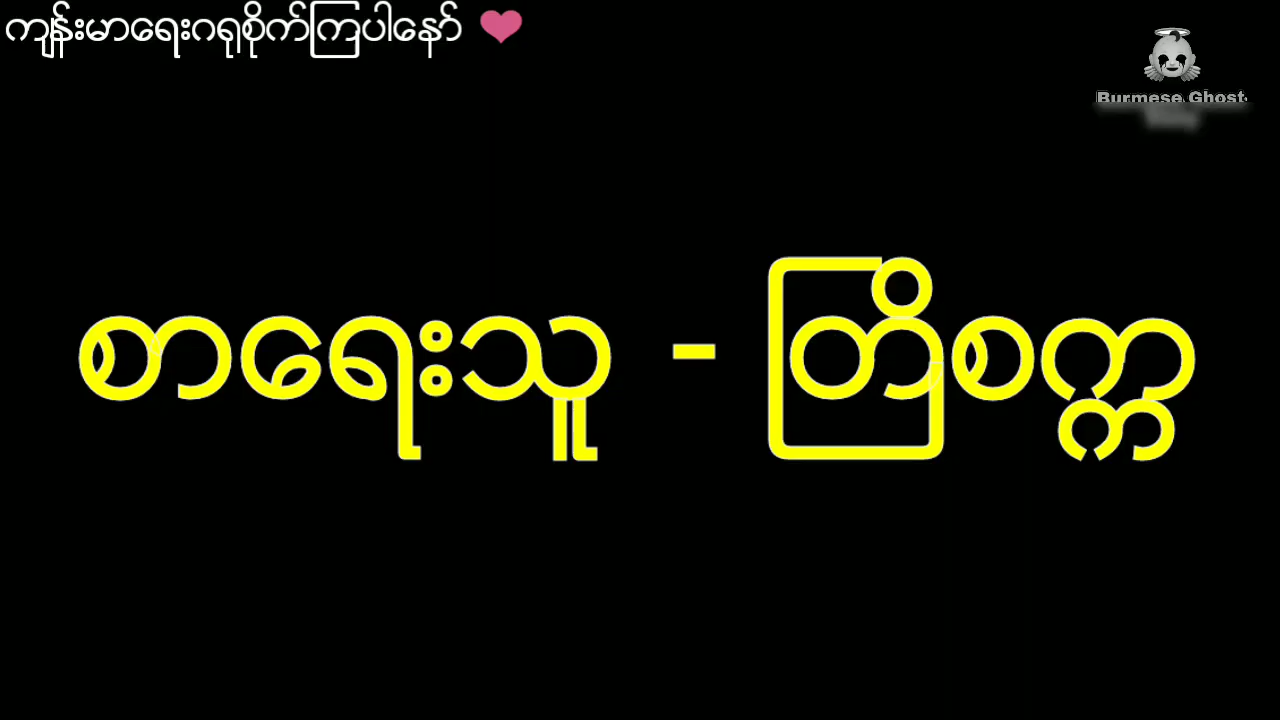 ကျန်းမာရေးဂရုစိုက်ကြပါနော် ❤
Burmese Ghost
စာရေးသူ - တြိစက္က